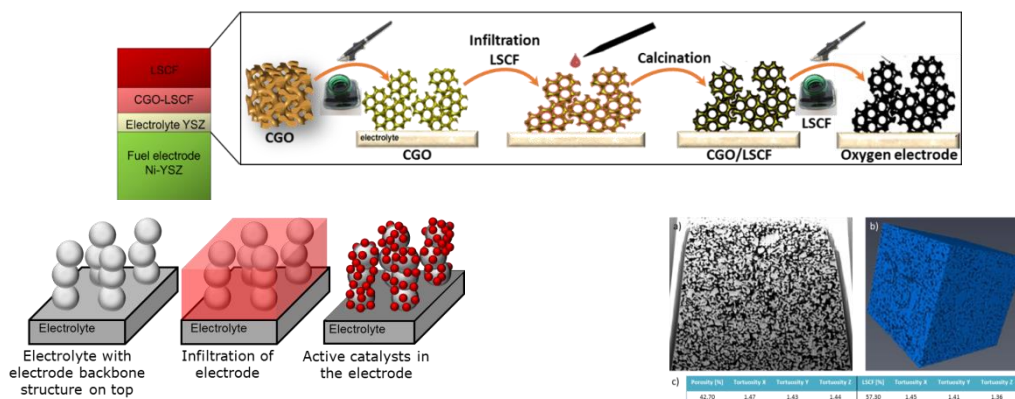 LSCF
CGO-LSCF
Electrolyte YSZ
Fuel electrode
Ni-YSZ
CGO
electrolyte
CGO
Infiltration
LSCF
Calcination
CGO/LSCF
LSCF
Oxygen electrode
Electrolyte
Electrolyte with
electrode backbone
structure on top
Electrolyte
Infiltration of
electrode
Electrolyte
Active catalysts in
the electrode
a)
b)
c)
Porosity [%] Tortuosity X Tortuosity Y Tortuosity Z LSCF [%] Tortuosity X Tortuosity Y Tortuosity Z
42.70 1.47 1.43 1.44 57.30 1.45 1.41 1.36